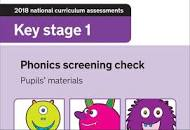 2018 national curriculum assessments
Key stage 1
Phonics screening check
Pupils' materials